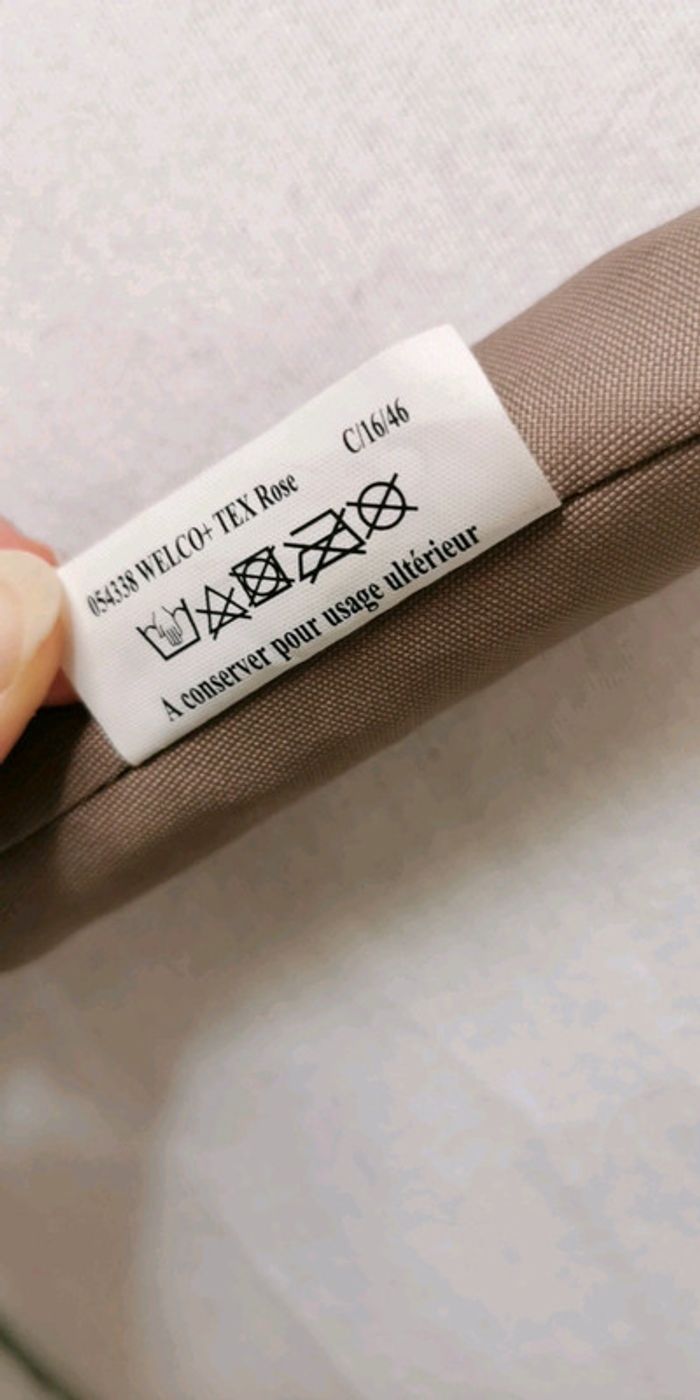 054338 WELCO+ TEX Rose C/16/46
A conserver pour usage ultérieur